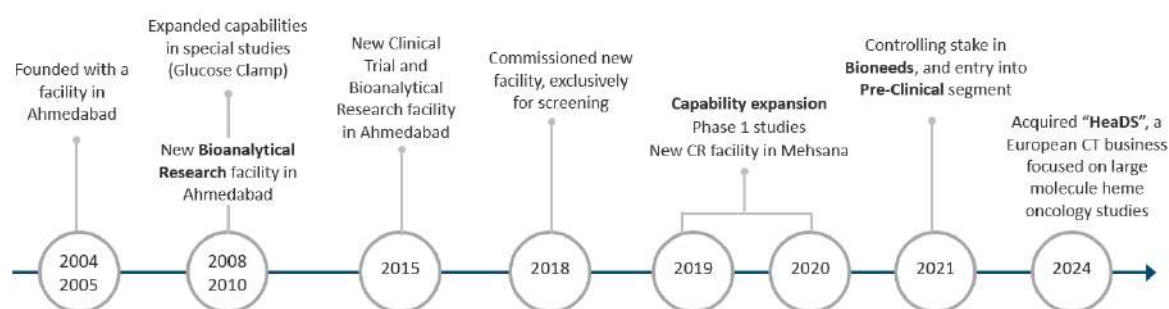 Founded with a
facility in
Ahmedabad
2004
2005
Expanded capabilities
in special studies
(Glucose Clamp)
New Bioanalytical
Research facility in
Ahmedabad
2008
2010
New Clinical
Trial and
Bioanalytical
Research facility
in Ahmedabad
2015
Commissioned new
facility, exclusively
for screening
2018
Capability expansion
Phase 1 studies
New CR facility in Mehsana
2019
2020
Controlling stake in
Bioneeds, and entry into
Pre-Clinical segment
2021
Acquired “HeaDS”, a
European CT business
focused on large
molecule heme
oncology studies
2024